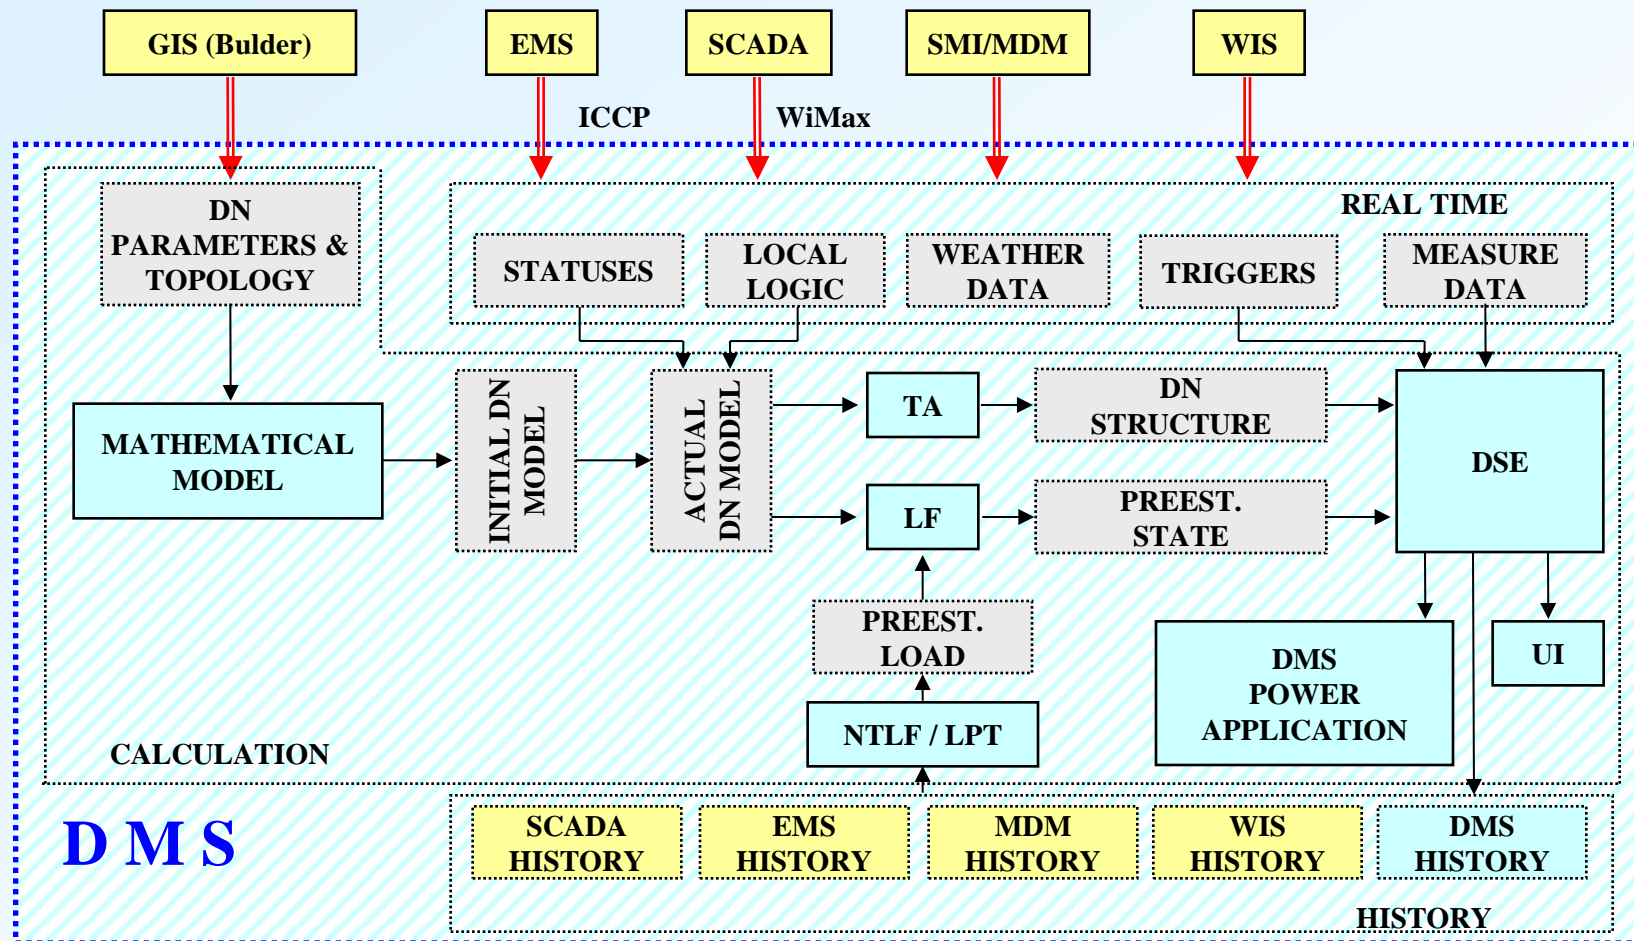 GIS (Bulder)
EMS
SCADA
SMI/MDM
WIS
ICCP
WiMax
DN
PARAMETERS &
TOPOLOGY
REAL TIME
STATUSES
LOCAL
LOGIC
WEATHER
DATA
TRIGGERS
MEASURE
DATA
MATHEMATICAL
MODEL
INITIAL DN
MODEL
ACTUAL
DN MODEL
TA
DN
STRUCTURE
DSE
LF
PREEST.
STATE
PREEST.
LOAD
NTLF / LPT
DMS
POWER
APPLICATION
UI
CALCULATION
D M S
SCADA
HISTORY
EMS
HISTORY
MDM
HISTORY
WIS
HISTORY
DMS
HISTORY
HISTORY